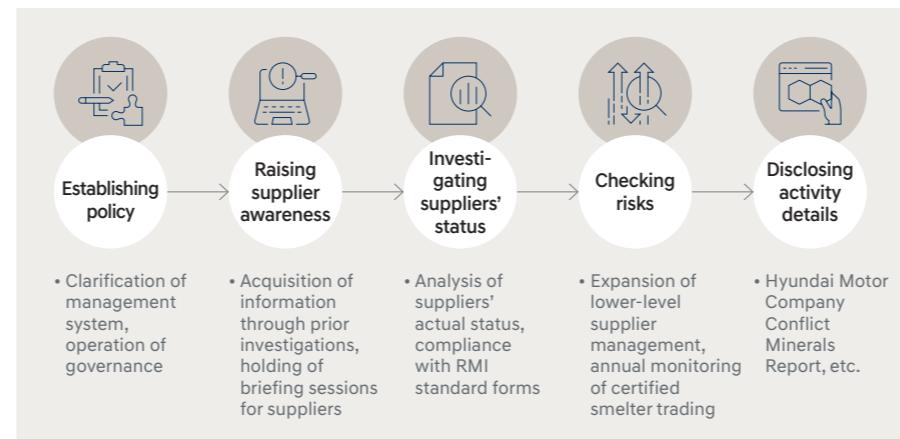 Establishing
policy
Raising
supplier
awareness
Investi-
gating
suppliers’
status
Checking
risks
Disclosing
activity
details
• Clarification of
management
system,
operation of
governance
• Acquisition of
information
through prior
investigations,
holding of
briefing sessions
for suppliers
• Analysis of
suppliers’
actual status,
compliance
with RMI
standard forms
• Expansion of
lower-level
supplier
management,
annual monitoring
of certified
smelter trading
• Hyundai Motor
Company
Conflict
Minerals
Report, etc.